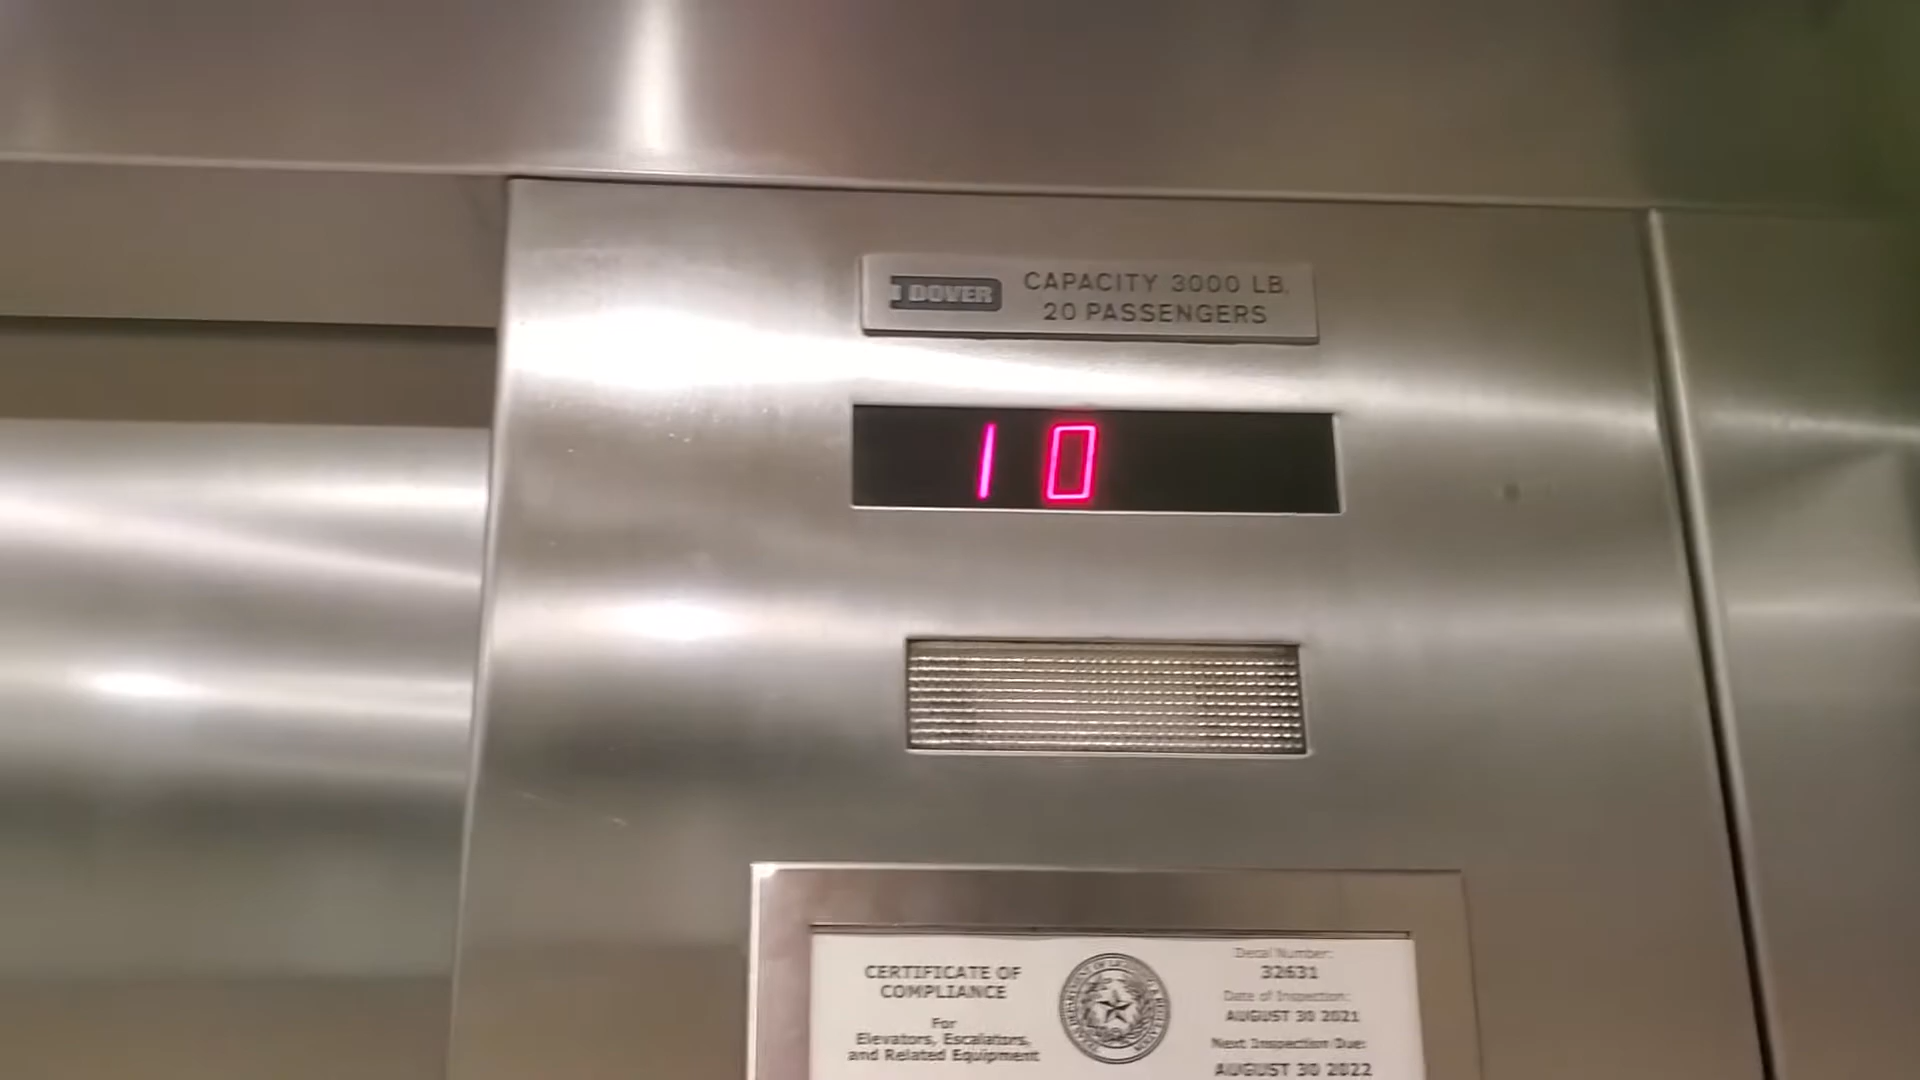 DOVER
CAPACITY 3000 LB.
20 PASSENGERS
10
CERTIFICATE OF
COMPLIANCE
For
Elevators, Escalators,
and Related Equipment
Decal Number:
32631
Date of Inspection:
AUGUST 30 2021
Next Inspection Due:
AUGUST 30 2022